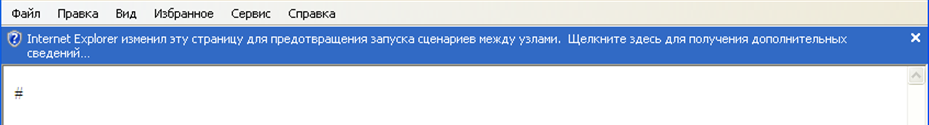 Файл Правка Вид Избранное Сервис Справка
Internet Explorer изменил эту страницу для предотвращения запуска сценариев между узлами. Щелкните здесь для получения дополнительных
сведений...
#